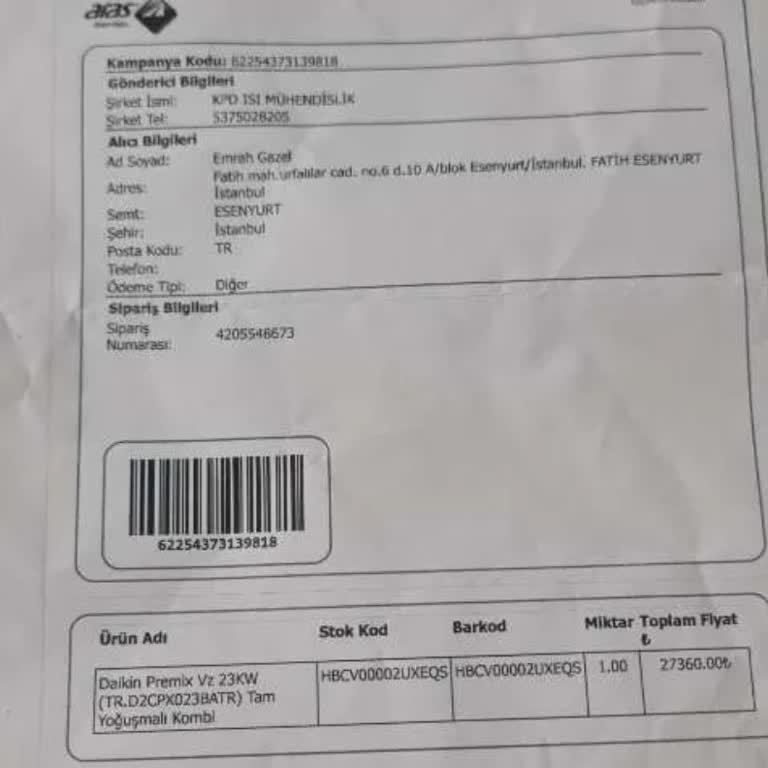 aras
Kampanya Kodu: 62254373139818
Gönderici Bilgileri
Şirket İsmi: KPD ISI MÜHENDİSLİK
Şirket Tel: 5375028205
Alıcı Bilgileri
Ad Soyad: Emrah Gazel
Adres: Fatih mah.urfalılar cad. no.6 d.10 A/blok Esenyurt/İstanbul. FATİH ESENYURT
İstanbul
Semt: ESENYURT
Şehir: İstanbul
Posta Kodu: TR
Telefon:
Ödeme Tipi: Diğer
Sipariş Bilgileri
Sipariş
Numarası: 4205546673
62254373139818
Ürün Adı Stok Kod Barkod Miktar Toplam Fiyat
₺
Daikin Premix Vz 23KW HBCV00002UXEQS HBCV00002UXEQS 1.00 27360.00₺
(TR.D2CPX023BATR) Tam
Yoğuşmalı Kombi